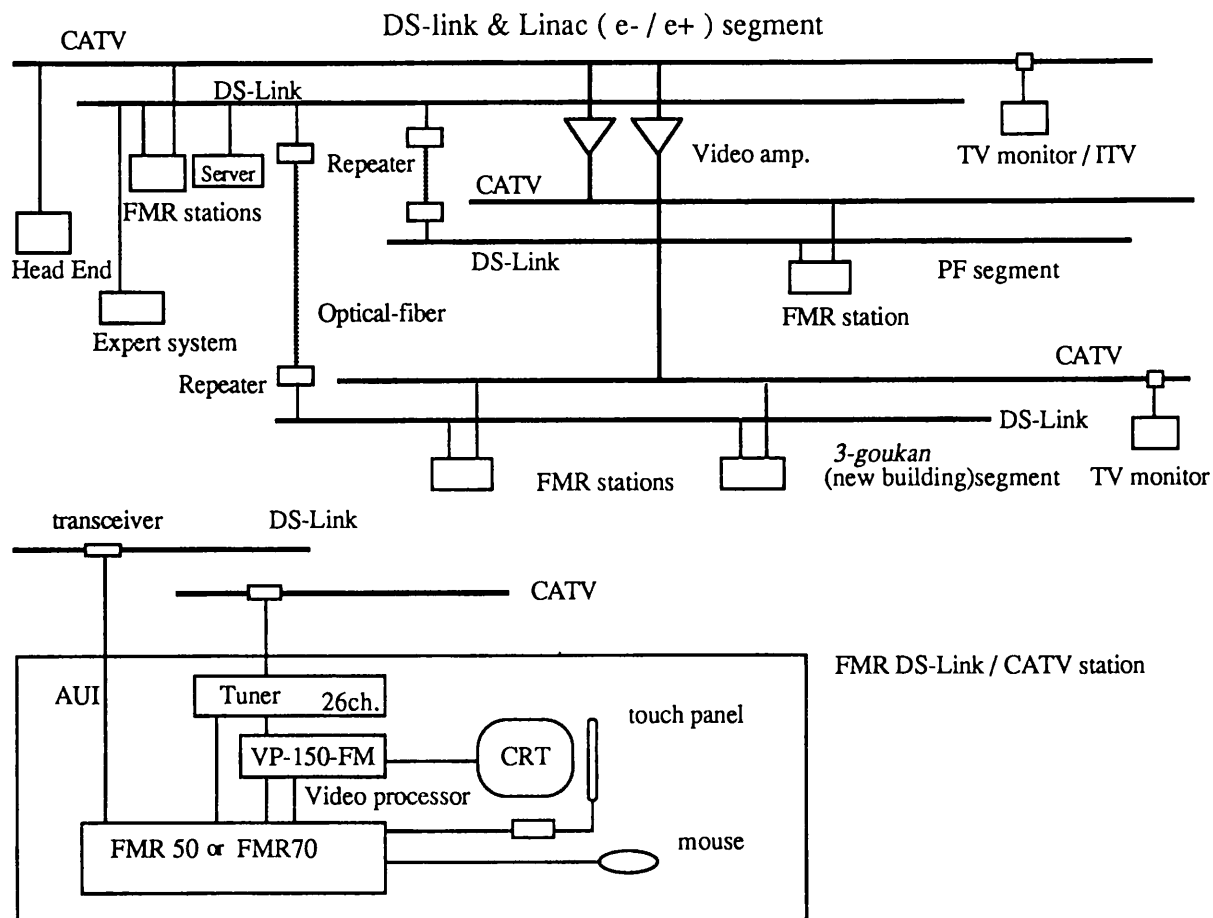 DS-link & Linac ( e- / e+ ) segment
CATV
DS-Link
Repeater
Video amp.
TV monitor / ITV
Server
FMR stations
CATV
Head End
DS-Link
PF segment
Optical-fiber
FMR station
Expert system
CATV
Repeater
DS-Link
3-goukan
(new building)segment
FMR stations
TV monitor
transceiver
DS-Link
CATV
FMR DS-Link / CATV station
AUI
Tuner
26ch.
touch panel
VP-150-FM
CRT
Video processor
FMR 50 or FMR70
mouse